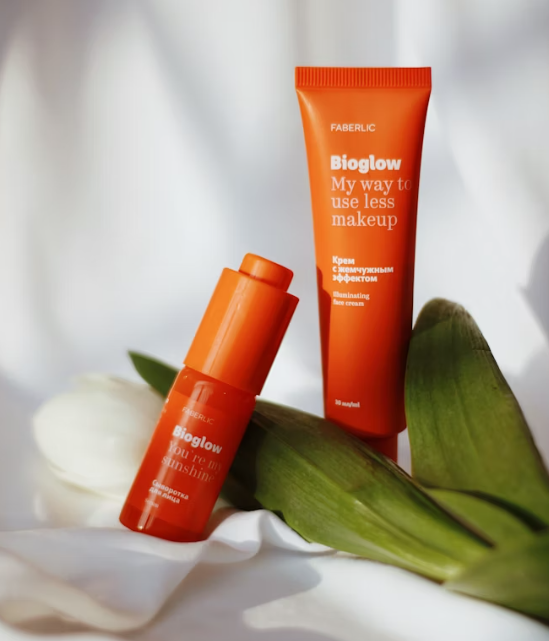 FABERLIC
Bioglow
My way to
use less
makeup
Крем
с жемчужным
эффектом
Illuminating
face cream
FABERLIC
Bioglow
You're my
sunshine
Сыворотка
для лица